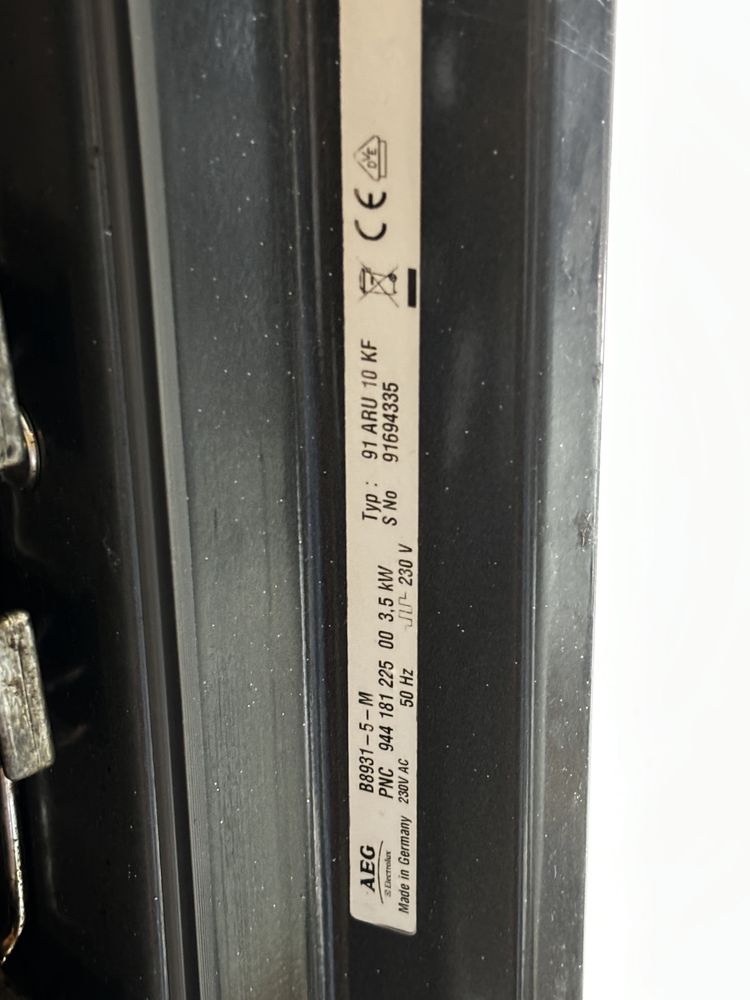 AEG
Electrolux
Made in Germany
B8931-5-M
PNC 944 181 225 00 3,5 kW
230V AC 50 Hz 230 V
Typ : 91 ARU 10 KF
S No 91694335
CE
DVE